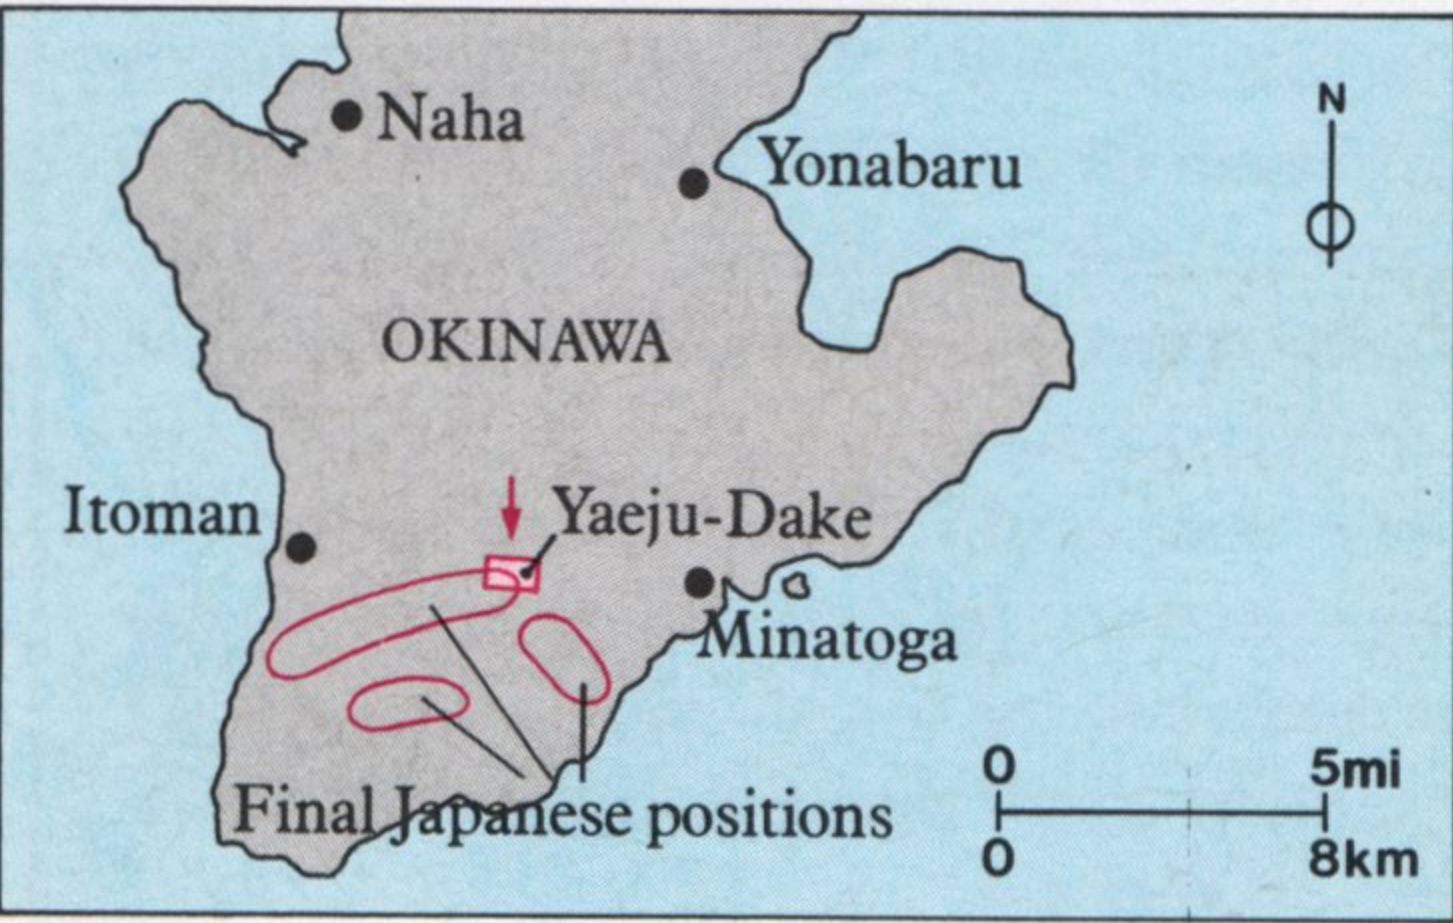 Naha
N
Yonabaru
OKINAWA
Itoman
Yaeju-Dake
Minatoga
0 5mi
Final Japanese positions
0 8km